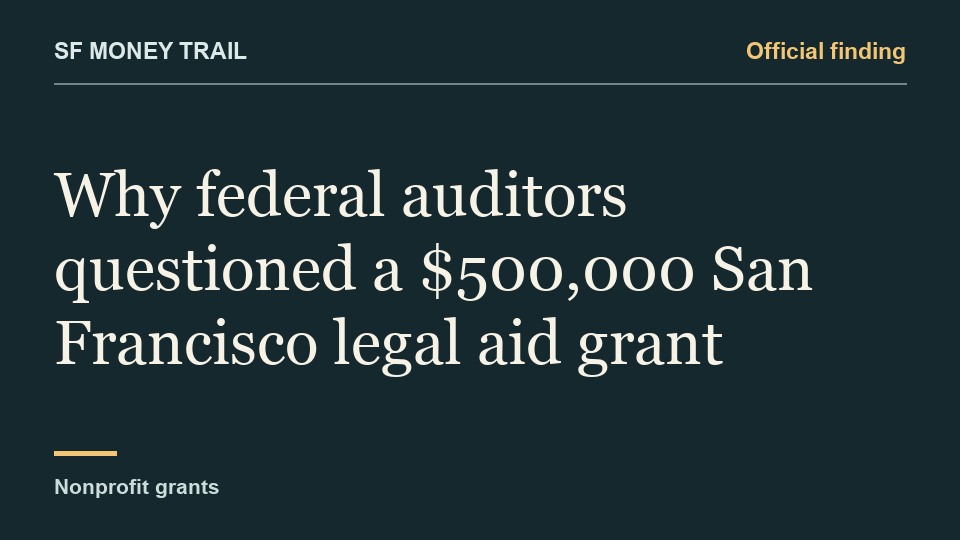 SF MONEY TRAIL
Official finding
Why federal auditors
questioned a $500,000 San
Francisco legal aid grant
Nonprofit grants